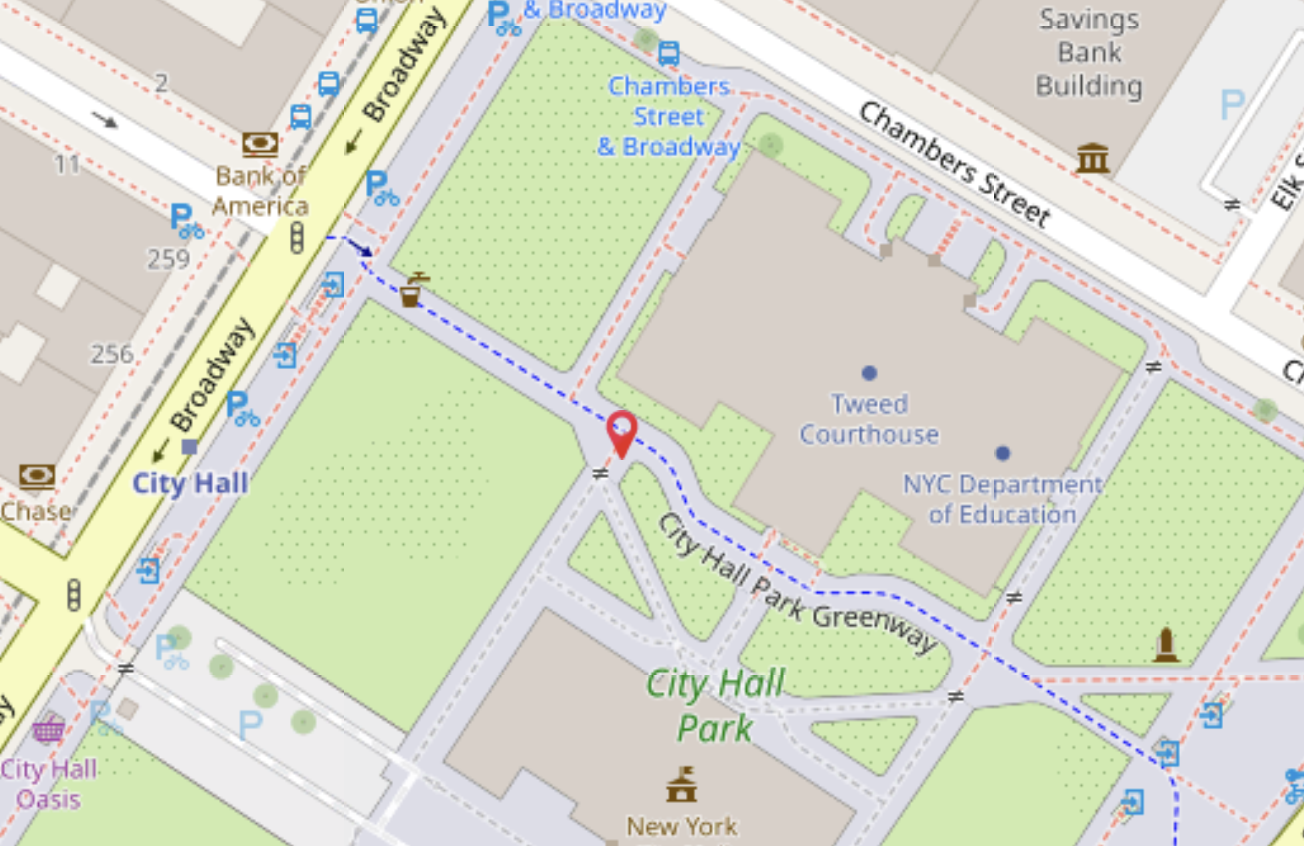 & Broadway
Savings
Bank
Building
Broadway
2
Chambers
Street
& Broadway
P
Chambers Street
11
Bank of
America
259
256
Broadway
Tweed
Courthouse
City Hall
NYC Department
of Education
Chase
City Hall Park Greenway
City Hall
Park
P
P
City Hall
Oasis
New York